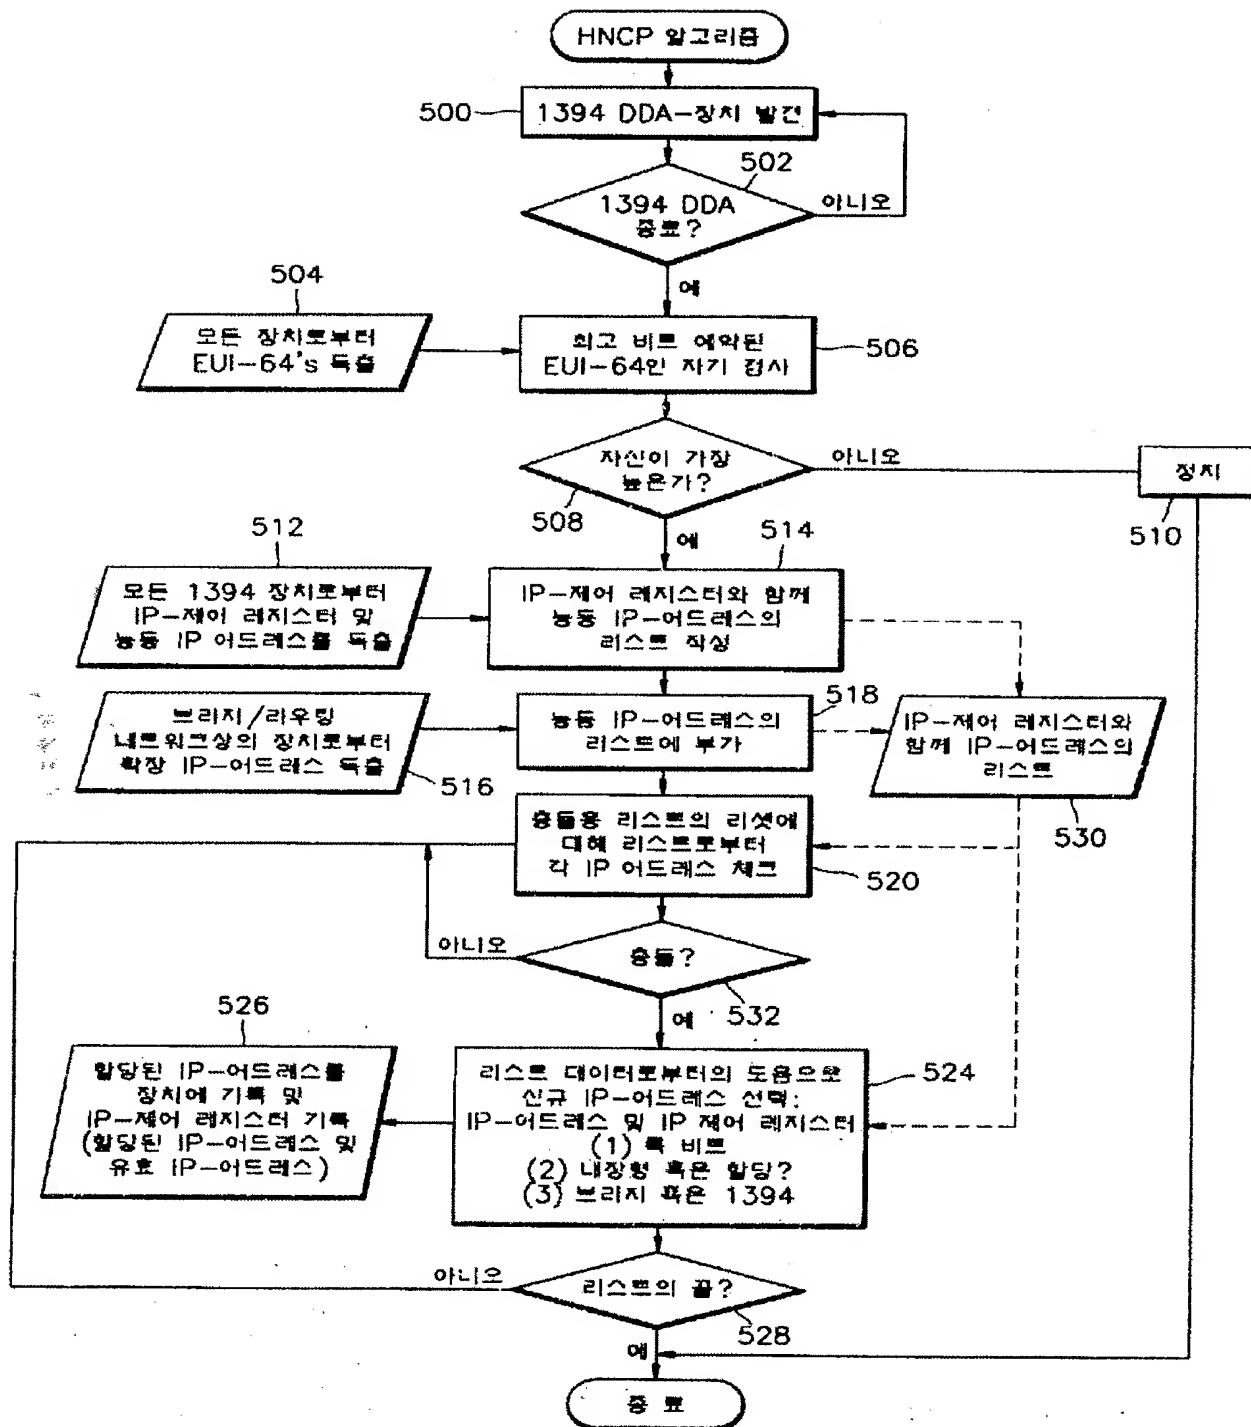 HNCP 알고리즘
500
1394 DDA-장치 발견
502
1394 DDA
종료?
아니오
예
504
모든 장치로부터
EUI-64's 독출
최고 비트 예약된
EUI-64인 자기 검사
506
자신이 가장
높은가?
508
아니오
정지
510
예
512
모든 1394 장치로부터
IP-제어 레지스터 및
능동 IP 어드레스를 독출
514
IP-제어 레지스터와 함께
능동 IP-어드레스의
리스트 작성
브리지/라우팅
네트워크상의 장치로부터
확장 IP-어드레스 독출
516
능동 IP-어드레스의
리스트에 부가
518
IP-제어 레지스터와
함께 IP-어드레스의
리스트
530
충돌용 리스트의 리셋에
대해 리스트로부터
각 IP 어드레스 체크
520
아니오
충돌?
532
예
526
할당된 IP-어드레스를
장치에 기록 및
IP-제어 레지스터 기록
(할당된 IP-어드레스 및
유효 IP-어드레스)
리스트 데이터로부터의 도움으로
신규 IP-어드레스 선택:
IP-어드레스 및 IP 제어 레지스터
(1) 록 비트
(2) 내장형 혹은 할당?
(3) 브리지 혹은 1394
524
아니오
리스트의 끝?
528
예
종료